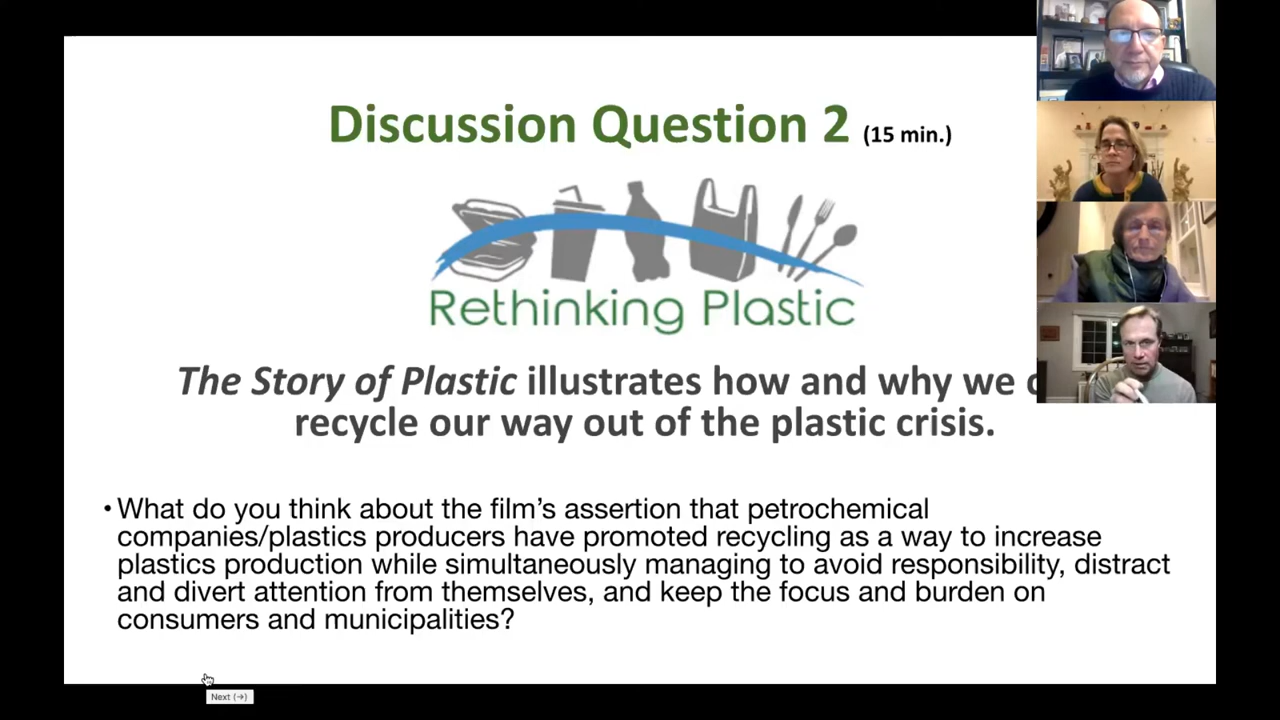 Discussion Question 2 (15 min.)
Rethinking Plastic
The Story of Plastic illustrates how and why we
recycle our way out of the plastic crisis.
• What do you think about the film's assertion that petrochemical
companies/plastics producers have promoted recycling as a way to increase
plastics production while simultaneously managing to avoid responsibility, distract
and divert attention from themselves, and keep the focus and burden on
consumers and municipalities?
Next (→)